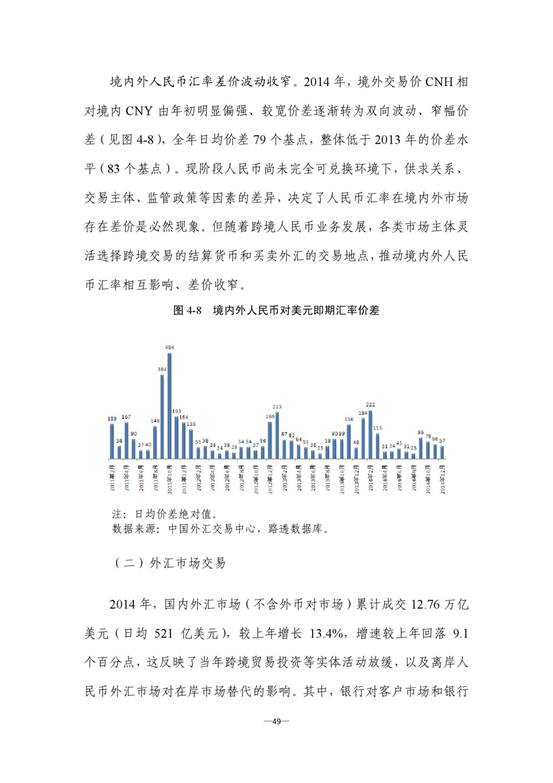 境内外人民币汇率差价波动收窄。2014 年，境外交易价 CNH 相
对境内 CNY 由年初明显偏强、较宽价差逐渐转为双向波动、窄幅价
差（见图 4-8），全年日均价差 79 个基点，整体低于 2013 年的价差水
平（83 个基点）。现阶段人民币尚未完全可兑换环境下，供求关系、
交易主体、监管政策等因素的差异，决定了人民币汇率在境内外市场
存在差价是必然现象。但随着跨境人民币业务发展，各类市场主体灵
活选择跨境交易的结算货币和买卖外汇的交易地点，推动境内外人民
币汇率相互影响、差价收窄。
图 4-8 境内外人民币对美元即期汇率价差
484
384
213
222
注：日均价差绝对值。
数据来源：中国外汇交易中心，路透数据库。
（二）外汇市场交易
2014 年，国内外汇市场（不含外币对市场）累计成交 12.76 万亿
美元（日均 521 亿美元），较上年增长 13.4%，增速较上年回落 9.1
个百分点，这反映了当年跨境贸易投资等实体活动放缓，以及离岸人
民币外汇市场对在岸市场替代的影响。其中，银行对客户市场和银行
—49—